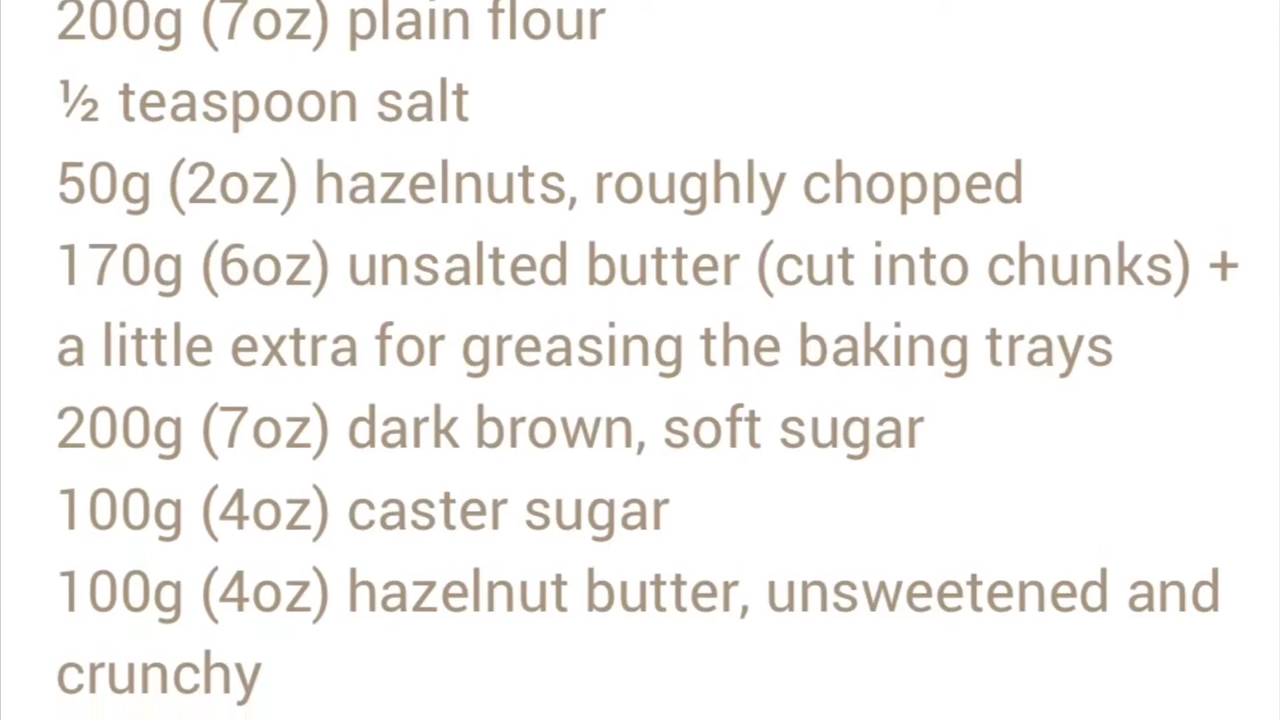 200g (7oz) plain flour
½ teaspoon salt
50g (2oz) hazelnuts, roughly chopped
170g (6oz) unsalted butter (cut into chunks) +
a little extra for greasing the baking trays
200g (7oz) dark brown, soft sugar
100g (4oz) caster sugar
100g (4oz) hazelnut butter, unsweetened and
crunchy